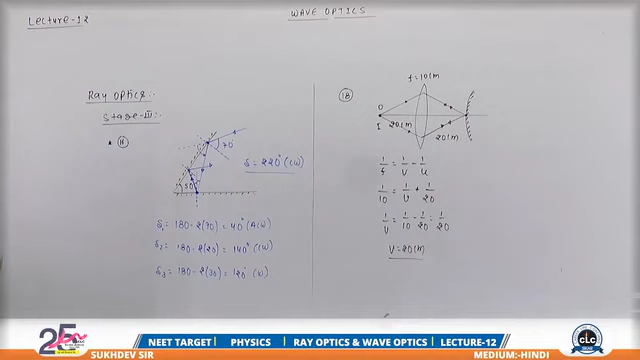 LECTURE-12
WAVE OPTICS
RAY OPTICS:-
Stage-III:-
70°
50°
δ = 220° (CW)
δ₁ = 180 - 2(70) = 40° (ACW)
δ₂ = 180 - 2(20) = 140° (CW)
δ₃ = 180 - 2(30) = 120° (CW)
18
f = 10 cm
O
I
20 cm
20 cm
1/f = 1/v - 1/u
1/10 = 1/v + 1/20
1/v = 1/10 - 1/20 = 1/20
v = 20 cm
25
CLC
NEET TARGET | PHYSICS | RAY OPTICS & WAVE OPTICS | LECTURE-12
SUKHDEV SIR
MEDIUM:-HINDI